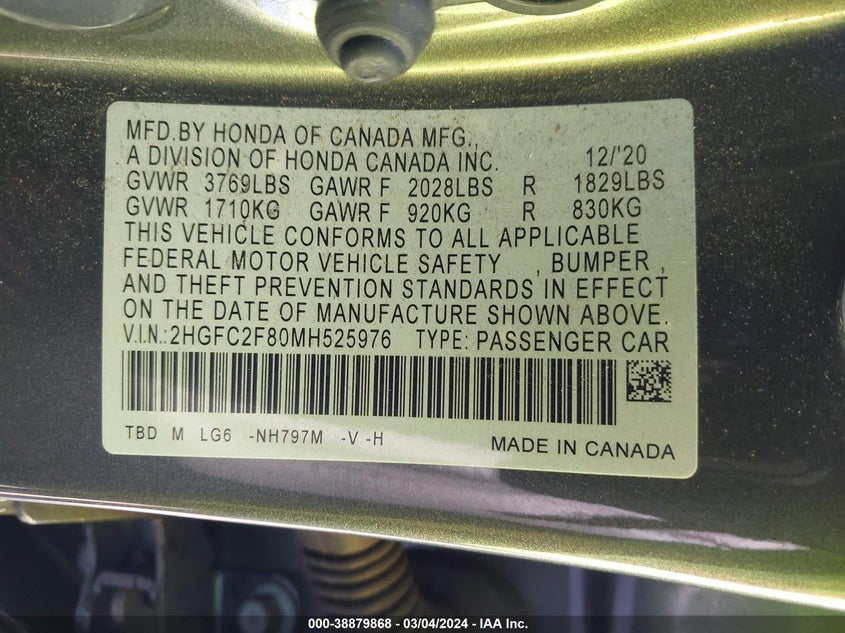 MFD.BY HONDA OF CANADA MFG.,
A DIVISION OF HONDA CANADA INC. 12/'20
GVWR 3769LBS GAWR F 2028LBS R 1829LBS
GVWR 1710KG GAWR F 920KG R 830KG
THIS VEHICLE CONFORMS TO ALL APPLICABLE
FEDERAL MOTOR VEHICLE SAFETY , BUMPER ,
AND THEFT PREVENTION STANDARDS IN EFFECT
ON THE DATE OF MANUFACTURE SHOWN ABOVE.
V.I.N.:2HGFC2F80MH525976 TYPE: PASSENGER CAR
TBD M LG6 -NH797M -V -H MADE IN CANADA
000-38879868 — 03/04/2024 — IAA Inc.